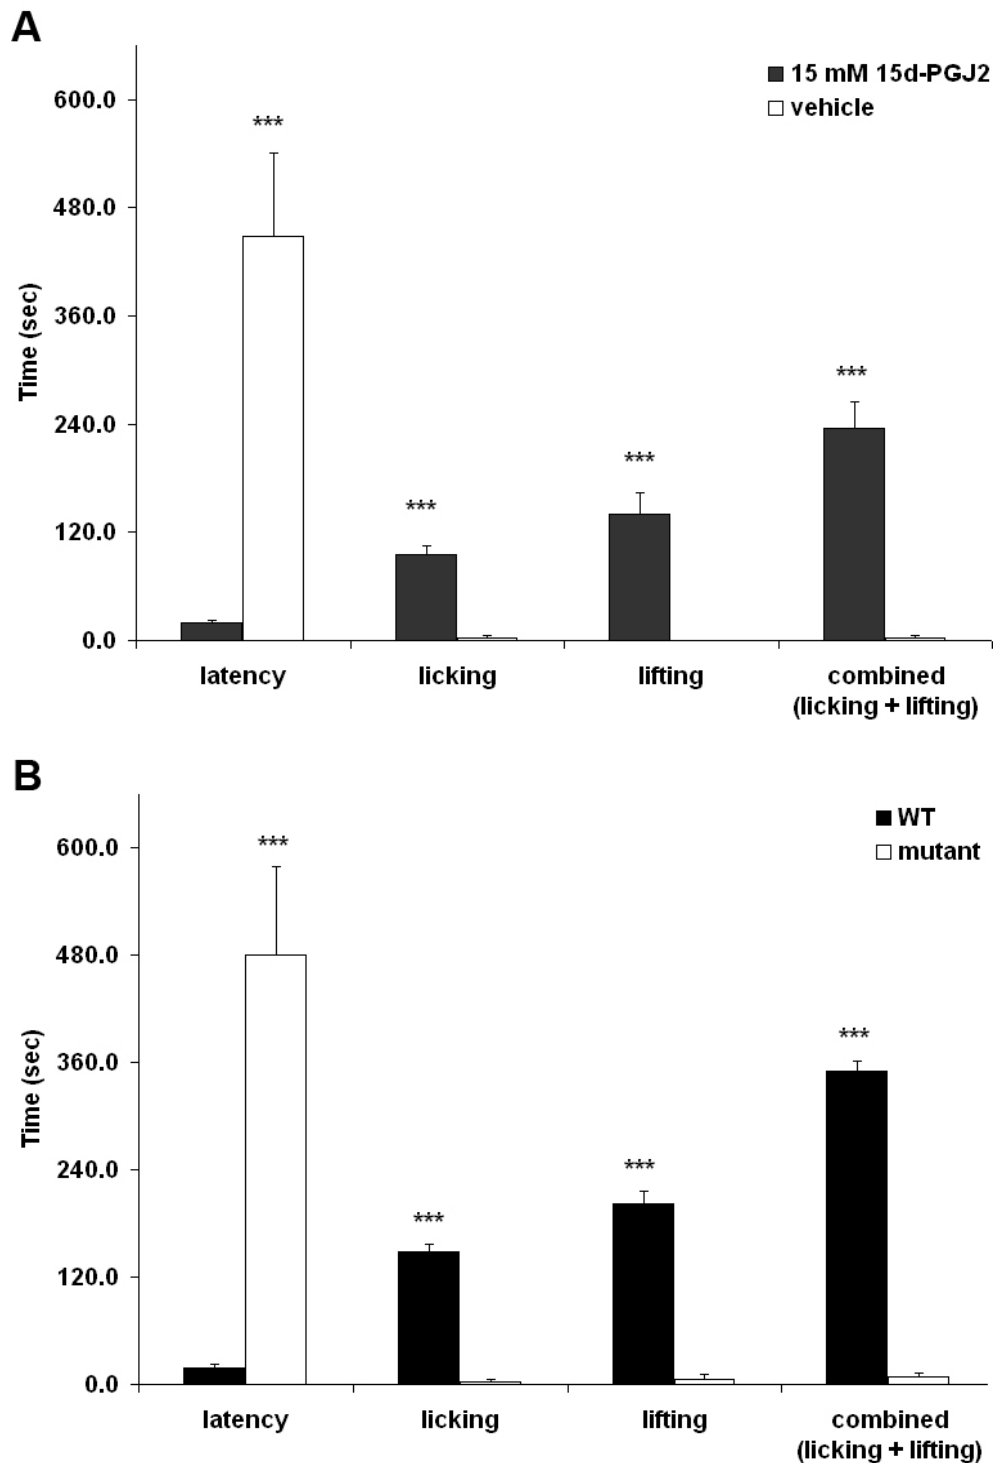 A
15 mM 15d-PGJ2
vehicle
600.0
***
480.0
360.0
Time (sec)
***
240.0
***
***
120.0
0.0
latency
licking
lifting
combined
(licking + lifting)
B
WT
mutant
600.0
***
480.0
360.0
Time (sec)
***
240.0
***
***
120.0
0.0
latency
licking
lifting
combined
(licking + lifting)